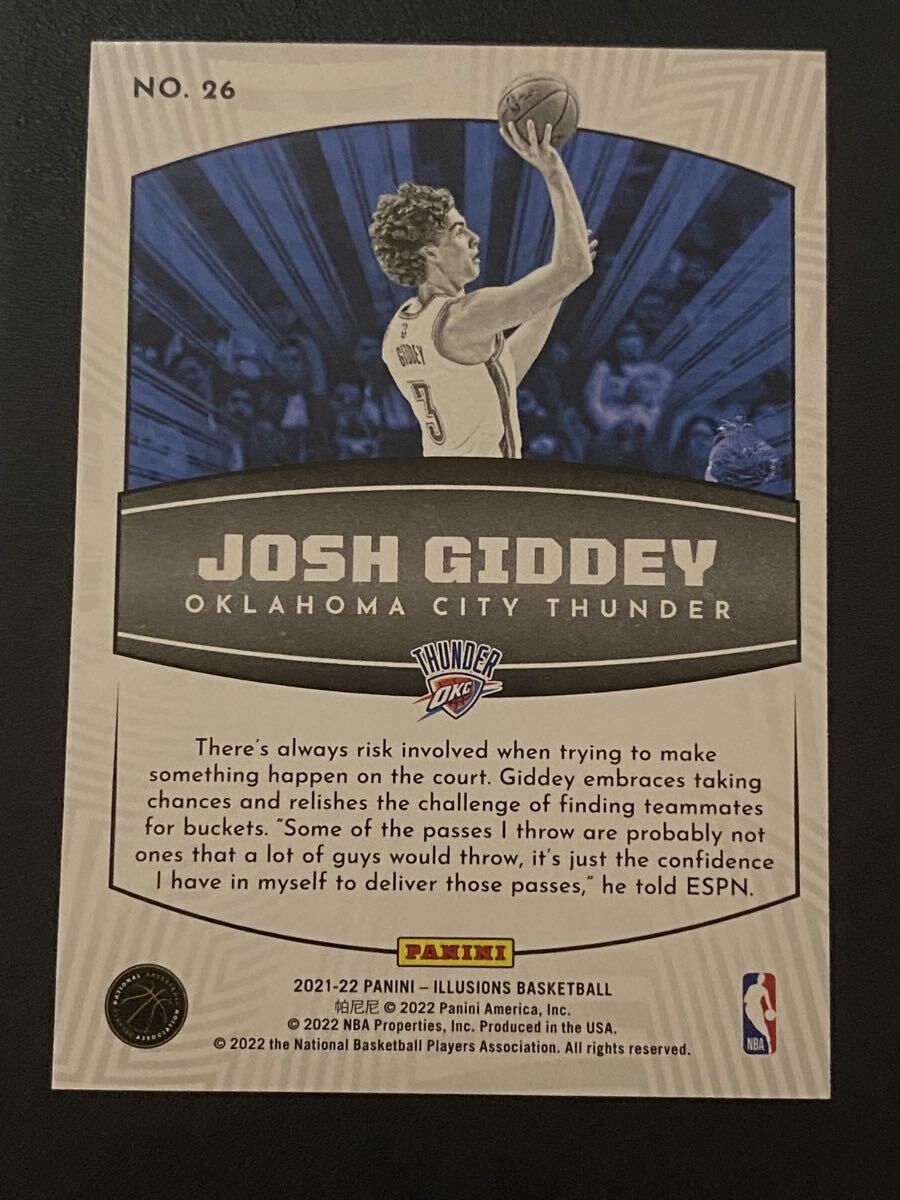 NO. 26
GIDDEY
3
JOSH GIDDEY
OKLAHOMA CITY THUNDER
THUNDER
OKC
There's always risk involved when trying to make
something happen on the court. Giddey embraces taking
chances and relishes the challenge of finding teammates
for buckets. "Some of the passes I throw are probably not
ones that a lot of guys would throw, it's just the confidence
I have in myself to deliver those passes," he told ESPN.
PANINI
2021-22 PANINI – ILLUSIONS BASKETBALL
帕尼尼 © 2022 Panini America, Inc.
© 2022 NBA Properties, Inc. Produced in the USA.
© 2022 the National Basketball Players Association. All rights reserved.
NATIONAL BASKETBALL
PLAYERS ASSOCIATION
NBA